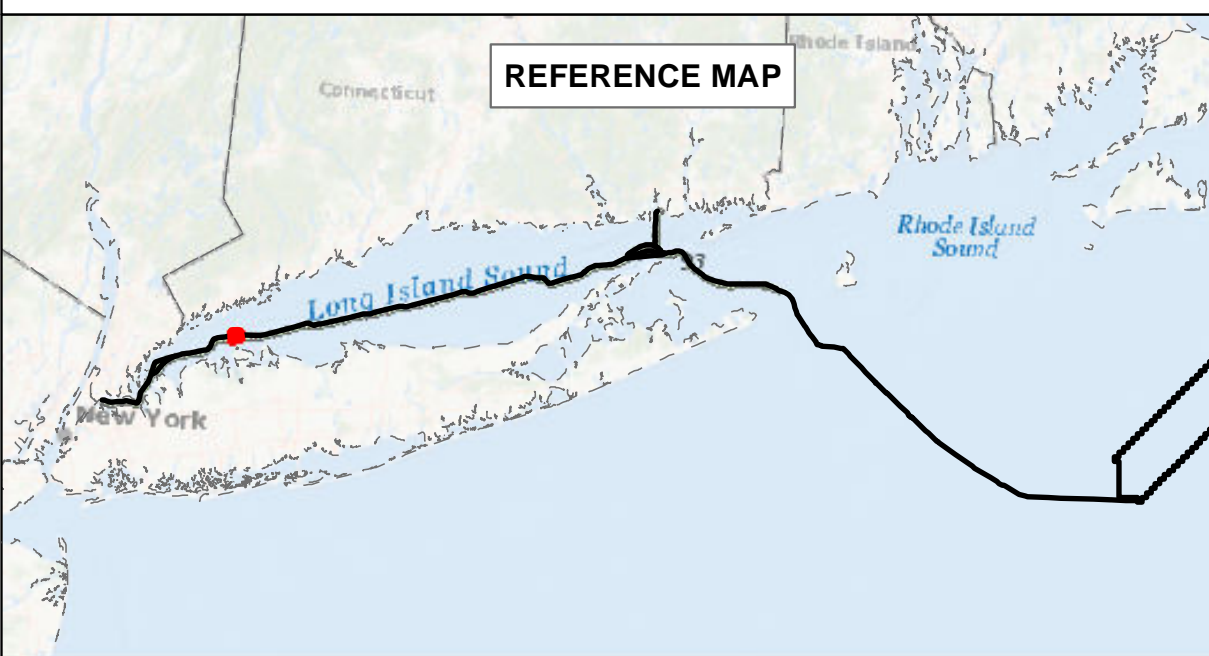 REFERENCE MAP
Rhode Island
Connecticut
Rhode Island
Sound
Long Island Sound
New York